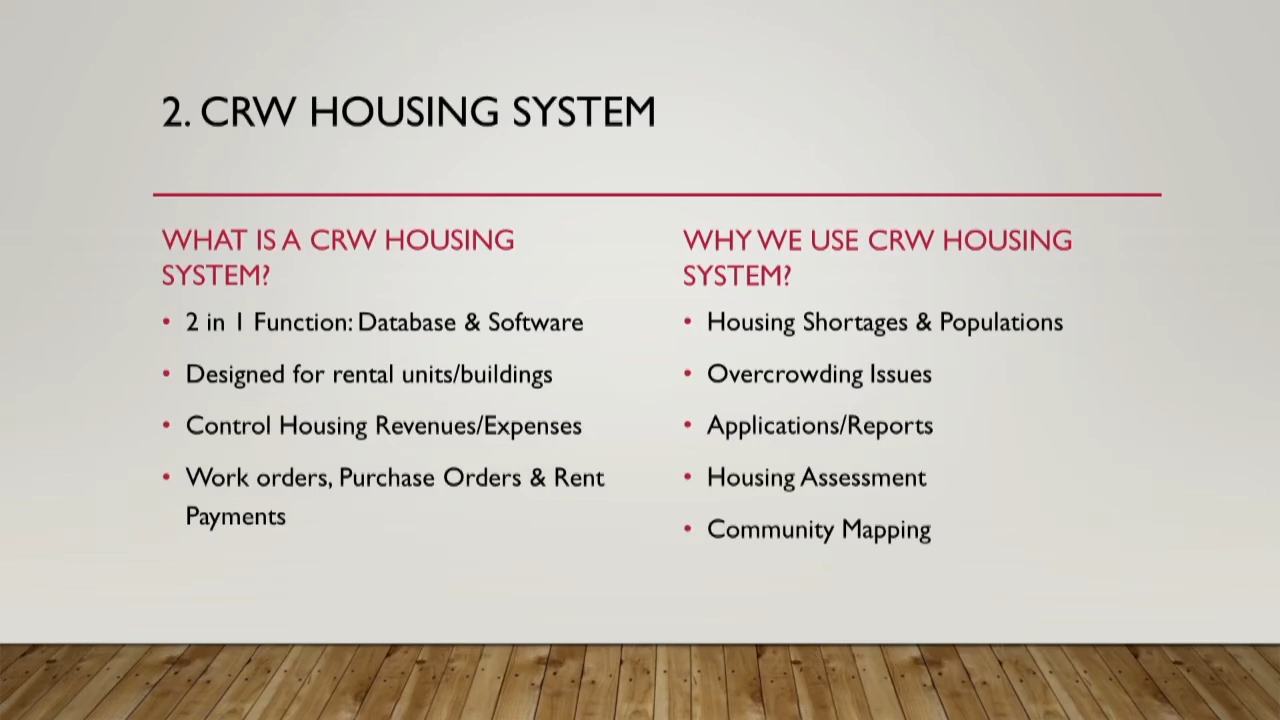 2. CRW HOUSING SYSTEM
WHAT IS A CRW HOUSING
SYSTEM?
• 2 in 1 Function: Database & Software
• Designed for rental units/buildings
• Control Housing Revenues/Expenses
• Work orders, Purchase Orders & Rent
Payments
WHY WE USE CRW HOUSING
SYSTEM?
• Housing Shortages & Populations
• Overcrowding Issues
• Applications/Reports
• Housing Assessment
• Community Mapping